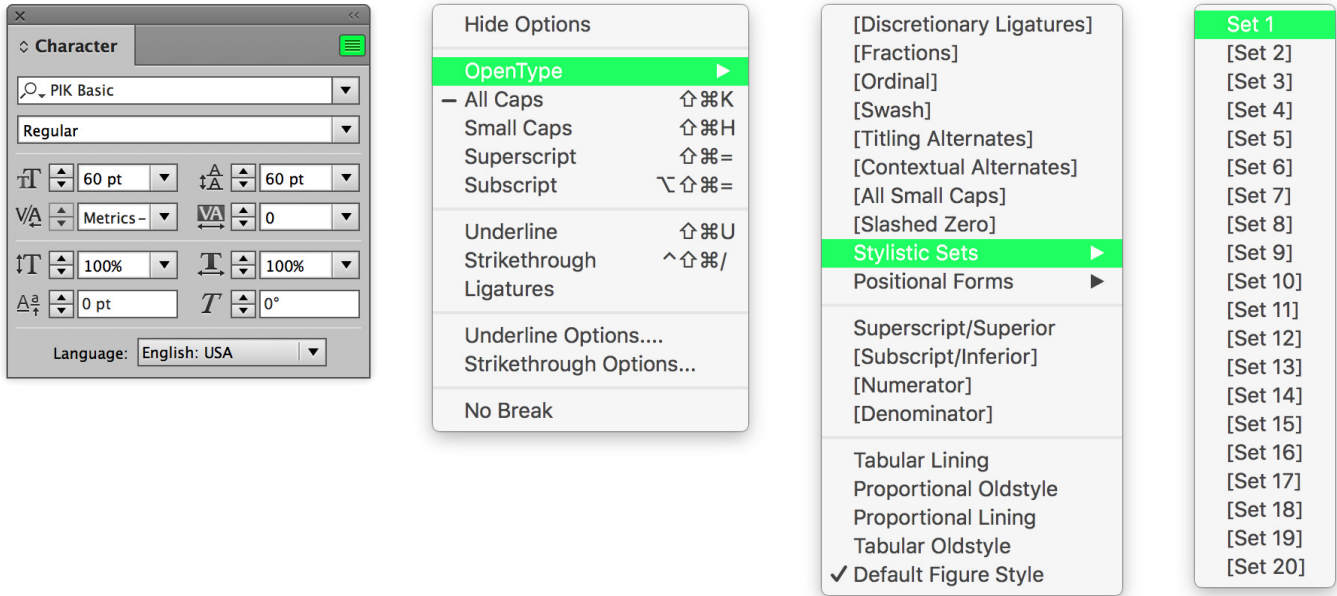 Character
PIK Basic
Regular
60 pt 60 pt
Metrics – 0
100% 100%
0 pt 0°
Language: English: USA
Hide Options
OpenType
– All Caps ⇧⌘K
Small Caps ⇧⌘H
Superscript ⇧⌘=
Subscript ⌥⇧⌘=
Underline ⇧⌘U
Strikethrough ^⇧⌘/
Ligatures
Underline Options....
Strikethrough Options...
No Break
[Discretionary Ligatures]
[Fractions]
[Ordinal]
[Swash]
[Titling Alternates]
[Contextual Alternates]
[All Small Caps]
[Slashed Zero]
Stylistic Sets
Positional Forms
Superscript/Superior
[Subscript/Inferior]
[Numerator]
[Denominator]
Tabular Lining
Proportional Oldstyle
Proportional Lining
Tabular Oldstyle
✓ Default Figure Style
Set 1
[Set 2]
[Set 3]
[Set 4]
[Set 5]
[Set 6]
[Set 7]
[Set 8]
[Set 9]
[Set 10]
[Set 11]
[Set 12]
[Set 13]
[Set 14]
[Set 15]
[Set 16]
[Set 17]
[Set 18]
[Set 19]
[Set 20]